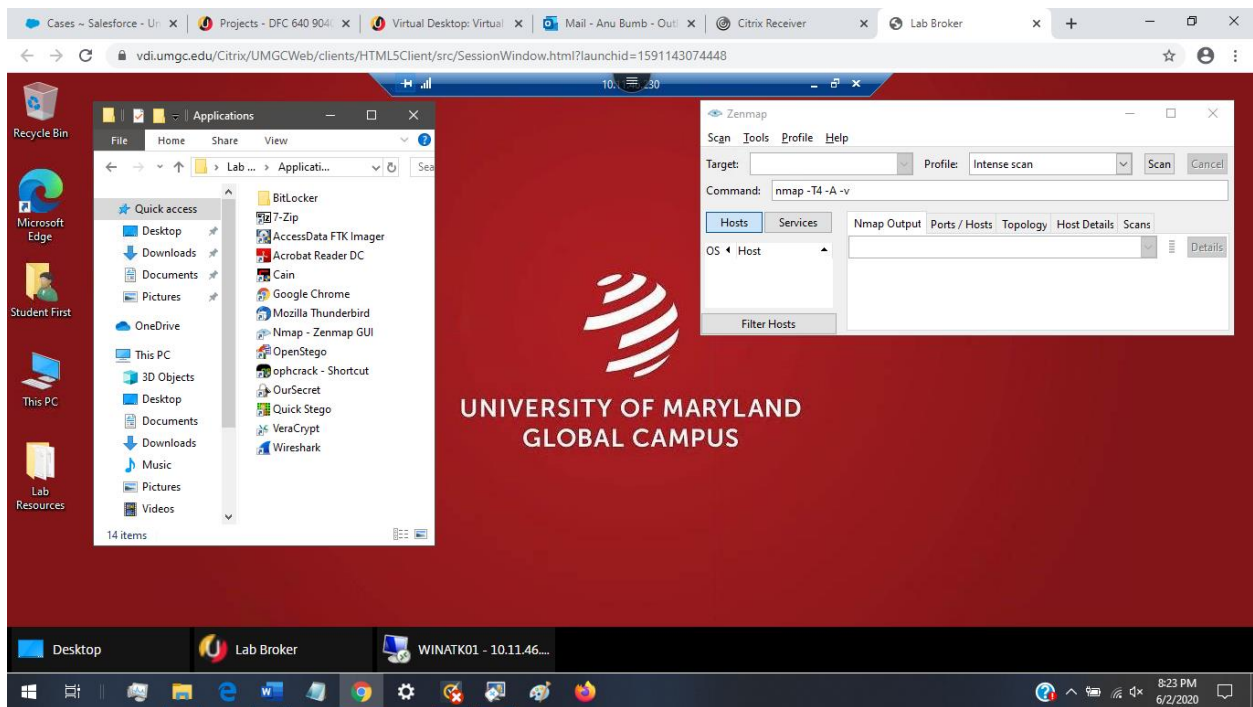 Cases ~ Salesforce - Un
Projects - DFC 640 904
Virtual Desktop: Virtual
Mail - Anu Bumb - Outl
Citrix Receiver
Lab Broker
vdi.umgc.edu/Citrix/UMGCWeb/clients/HTML5Client/src/SessionWindow.html?launchid=1591143074448
Recycle Bin
Microsoft
Edge
Student First
This PC
Lab
Resources
Applications
File Home Share View
Lab ... > Applicati...
Sea
Quick access
Desktop
Downloads
Documents
Pictures
OneDrive
This PC
3D Objects
Desktop
Documents
Downloads
Music
Pictures
Videos
BitLocker
7-Zip
AccessData FTK Imager
Acrobat Reader DC
Cain
Google Chrome
Mozilla Thunderbird
Nmap - Zenmap GUI
OpenStego
ophcrack - Shortcut
OurSecret
Quick Stego
VeraCrypt
Wireshark
14 items
Zenmap
Scan Tools Profile Help
Target: Profile: Intense scan Scan Cancel
Command: nmap -T4 -A -v
Hosts Services
Nmap Output Ports / Hosts Topology Host Details Scans
OS Host
Details
Filter Hosts
UNIVERSITY OF MARYLAND
GLOBAL CAMPUS
Desktop
Lab Broker
WINATK01 - 10.11.46....
8:23 PM
6/2/2020